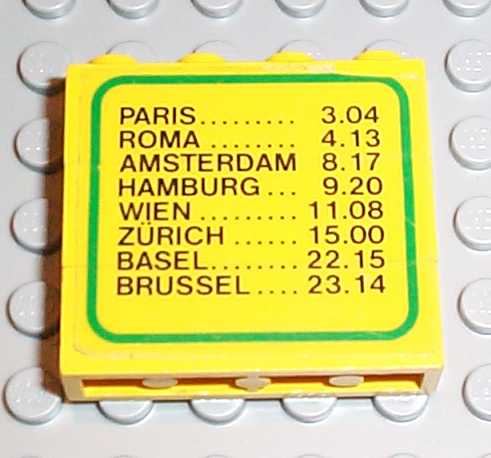 PARIS......... 3.04
ROMA ........ 4.13
AMSTERDAM 8.17
HAMBURG ... 9.20
WIEN ......... 11.08
ZÜRICH ...... 15.00
BASEL........ 22.15
BRUSSEL .... 23.14